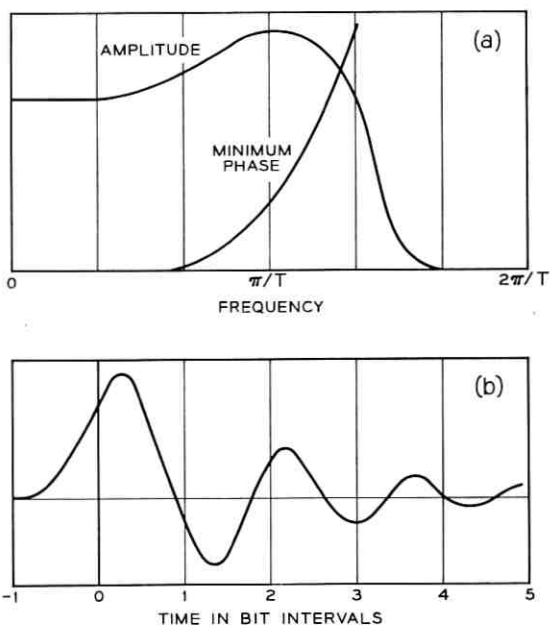 (a)
AMPLITUDE
MINIMUM
PHASE
0 π/T 2π/T
FREQUENCY
(b)
-1 0 1 2 3 4 5
TIME IN BIT INTERVALS